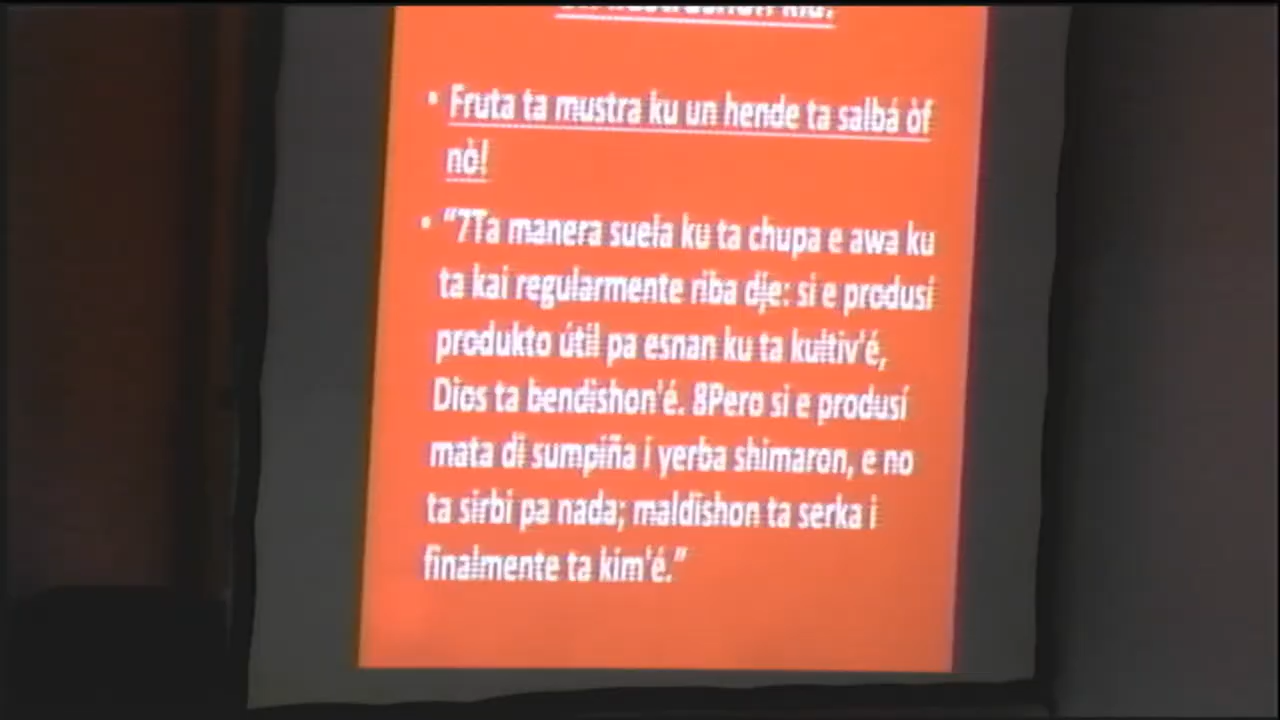 • Fruta ta mustra ku un hende ta salbá òf
nò!
• “7Ta manera suela ku ta chupa e awa ku
ta kai regularmente riba dje: si e produsí
produkto útil pa esnan ku ta kultiv'é,
Dios ta bendishon'é. 8Pero si e produsí
mata di sumpiña i yerba shimaron, e no
ta sirbi pa nada; maldishon ta serka i
finalmente ta kim'é.”